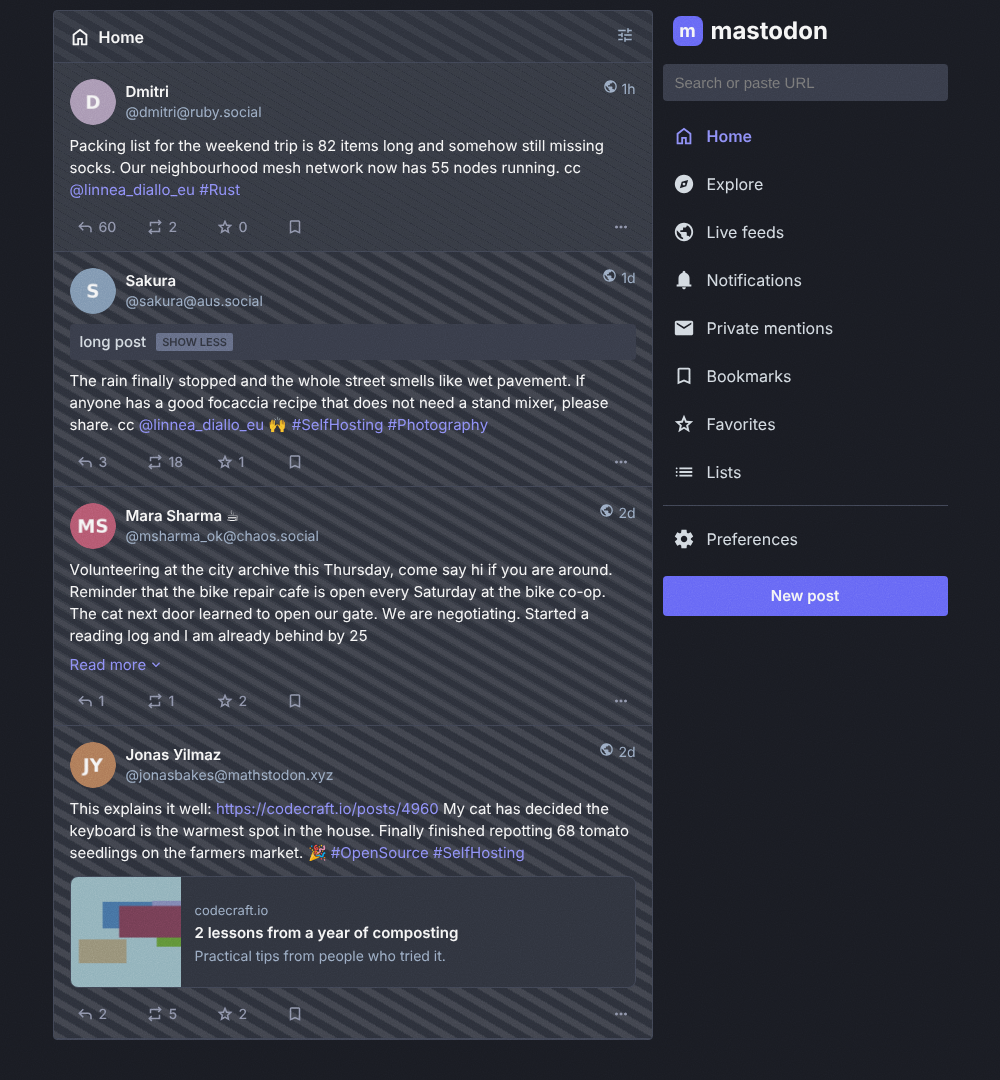 Home
D
Dmitri
1h
@dmitri@ruby.social
Packing list for the weekend trip is 82 items long and somehow still missing
socks. Our neighbourhood mesh network now has 55 nodes running. cc
@linnea_diallo_eu #Rust
60 2 0
S
Sakura
1d
@sakura@aus.social
long post SHOW LESS
The rain finally stopped and the whole street smells like wet pavement. If
anyone has a good focaccia recipe that does not need a stand mixer, please
share. cc @linnea_diallo_eu 🙌 #SelfHosting #Photography
3 18 1
MS
Mara Sharma ☕
2d
@msharma_ok@chaos.social
Volunteering at the city archive this Thursday, come say hi if you are around.
Reminder that the bike repair cafe is open every Saturday at the bike co-op.
The cat next door learned to open our gate. We are negotiating. Started a
reading log and I am already behind by 25
Read more
1 1 2
JY
Jonas Yilmaz
2d
@jonasbakes@mathstodon.xyz
This explains it well: https://codecraft.io/posts/4960 My cat has decided the
keyboard is the warmest spot in the house. Finally finished repotting 68 tomato
seedlings on the farmers market. 🎉 #OpenSource #SelfHosting
codecraft.io
2 lessons from a year of composting
Practical tips from people who tried it.
2 5 2
m mastodon
Search or paste URL
Home
Explore
Live feeds
Notifications
Private mentions
Bookmarks
Favorites
Lists
Preferences
New post